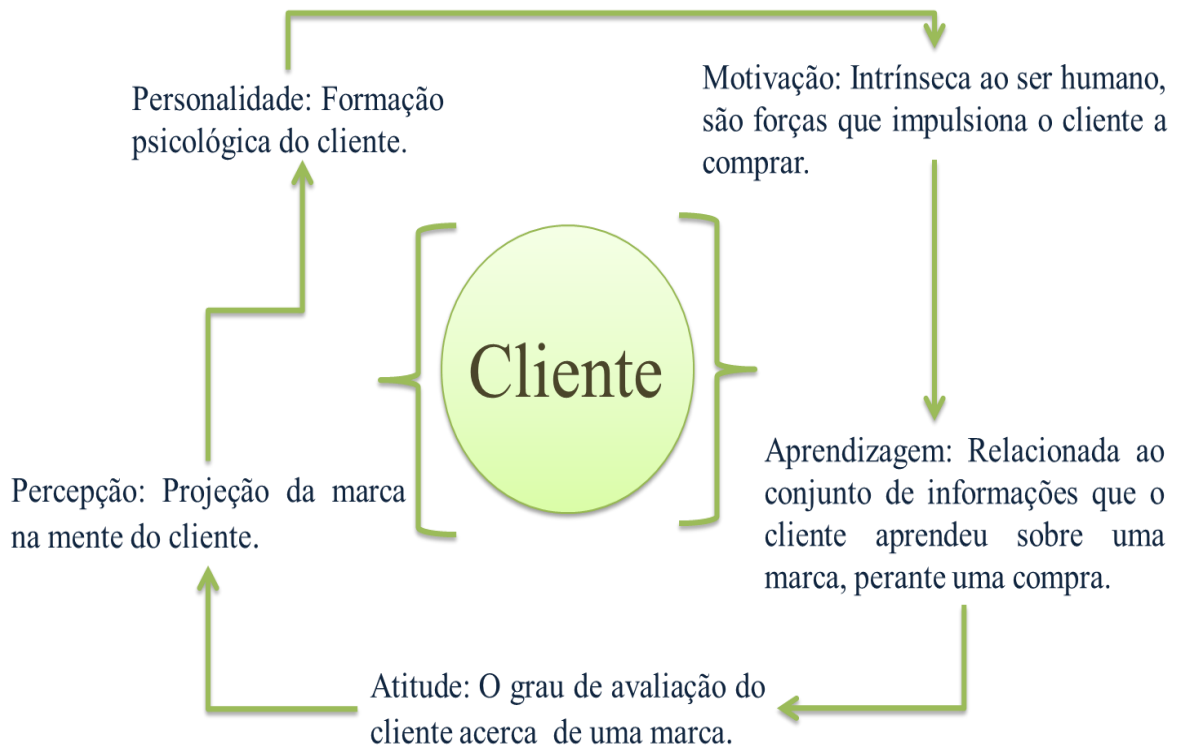 Personalidade: Formação
psicológica do cliente.
Motivação: Intrínseca ao ser humano,
são forças que impulsiona o cliente a
comprar.
Cliente
Aprendizagem: Relacionada ao
conjunto de informações que o
cliente aprendeu sobre uma
marca, perante uma compra.
Percepção: Projeção da marca
na mente do cliente.
Atitude: O grau de avaliação do
cliente acerca de uma marca.